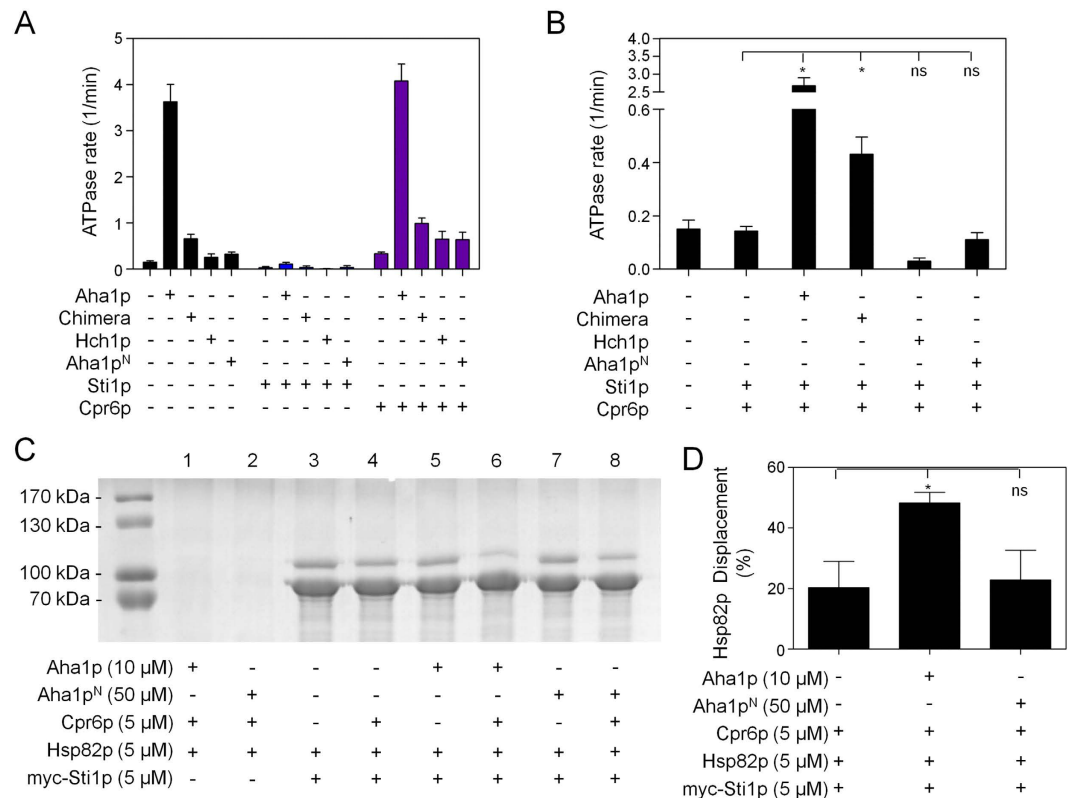 A
ATPase rate (1/min)
5
4
3
2
1
0
Aha1p - + - - - - + - - - - + - - -
Chimera - - + - - - - + - - - - + - -
Hch1p - - - + - - - - + - - - - + -
Aha1pᴺ - - - - + - - - - + - - - - +
Sti1p - - - - - + + + + + - - - - -
Cpr6p - - - - - - - - - - + + + + +
B
ATPase rate (1/min)
4.0
3.5
3.0
2.5
0.6
0.4
0.2
0.0
* * ns ns
Aha1p - - + - - -
Chimera - - - + - -
Hch1p - - - - + -
Aha1pᴺ - - - - - +
Sti1p - + + + + +
Cpr6p - + + + + +
C
1 2 3 4 5 6 7 8
170 kDa -
130 kDa -
100 kDa -
70 kDa -
Aha1p (10 µM) + - - - + + - -
Aha1pᴺ (50 µM) - + - - - - + +
Cpr6p (5 µM) + + - + - + - +
Hsp82p (5 µM) + + + + + + + +
myc-Sti1p (5 µM) - - + + + + + +
D
Hsp82p Displacement
(%)
60
40
20
0
* ns
Aha1p (10 µM) - + -
Aha1pᴺ (50 µM) - - +
Cpr6p (5 µM) + + +
Hsp82p (5 µM) + + +
myc-Sti1p (5 µM) + + +